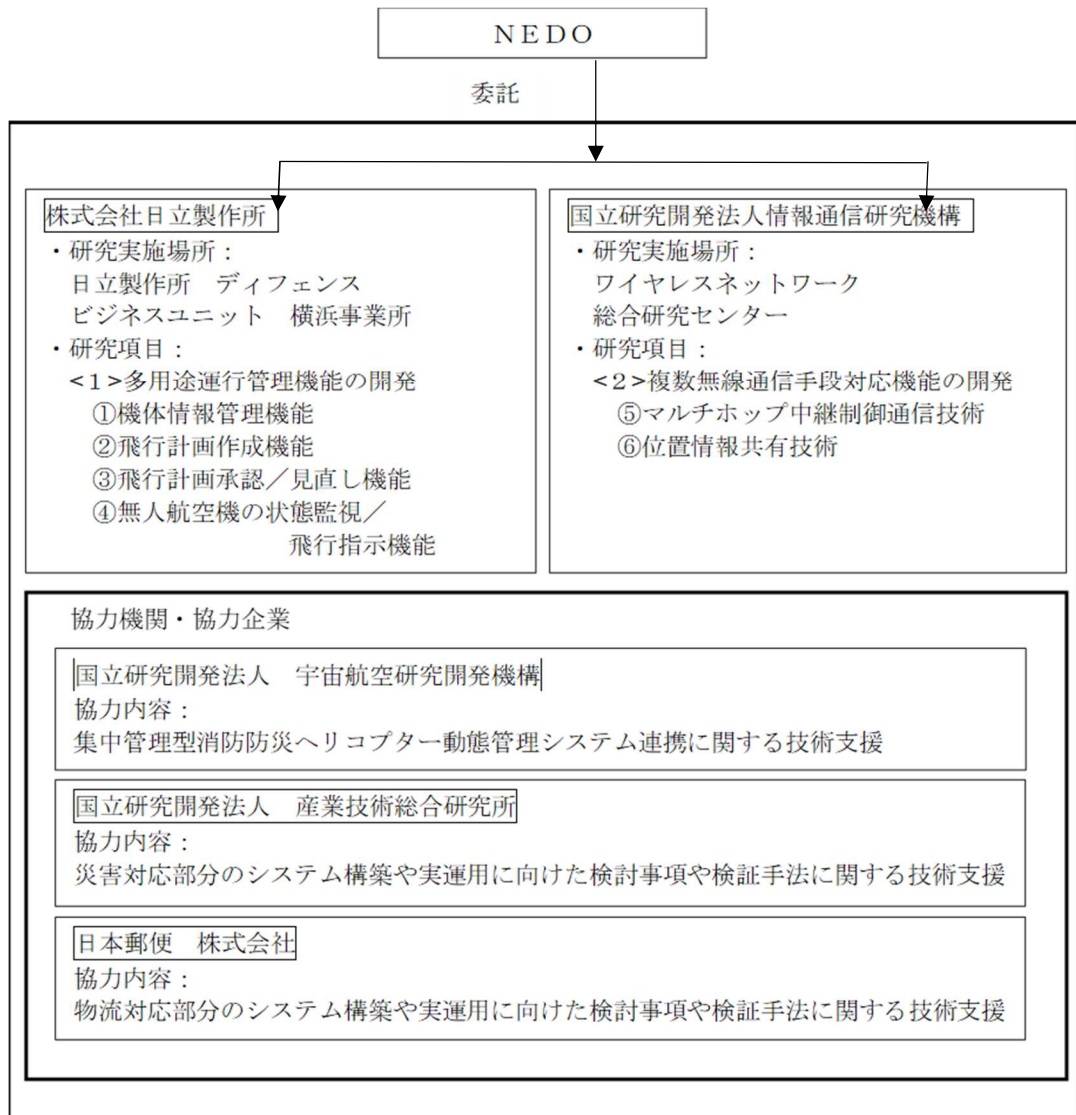 ＮＥＤＯ
委託
株式会社日立製作所
・研究実施場所：
日立製作所　ディフェンス
ビジネスユニット　横浜事業所
・研究項目：
＜１＞多用途運行管理機能の開発
①機体情報管理機能
②飛行計画作成機能
③飛行計画承認／見直し機能
④無人航空機の状態監視／
飛行指示機能
国立研究開発法人情報通信研究機構
・研究実施場所：
ワイヤレスネットワーク
総合研究センター
・研究項目：
＜２＞複数無線通信手段対応機能の開発
⑤マルチホップ中継制御通信技術
⑥位置情報共有技術
協力機関・協力企業
国立研究開発法人　宇宙航空研究開発機構
協力内容：
集中管理型消防防災ヘリコプター動態管理システム連携に関する技術支援
国立研究開発法人　産業技術総合研究所
協力内容：
災害対応部分のシステム構築や実運用に向けた検討事項や検証手法に関する技術支援
日本郵便　株式会社
協力内容：
物流対応部分のシステム構築や実運用に向けた検討事項や検証手法に関する技術支援